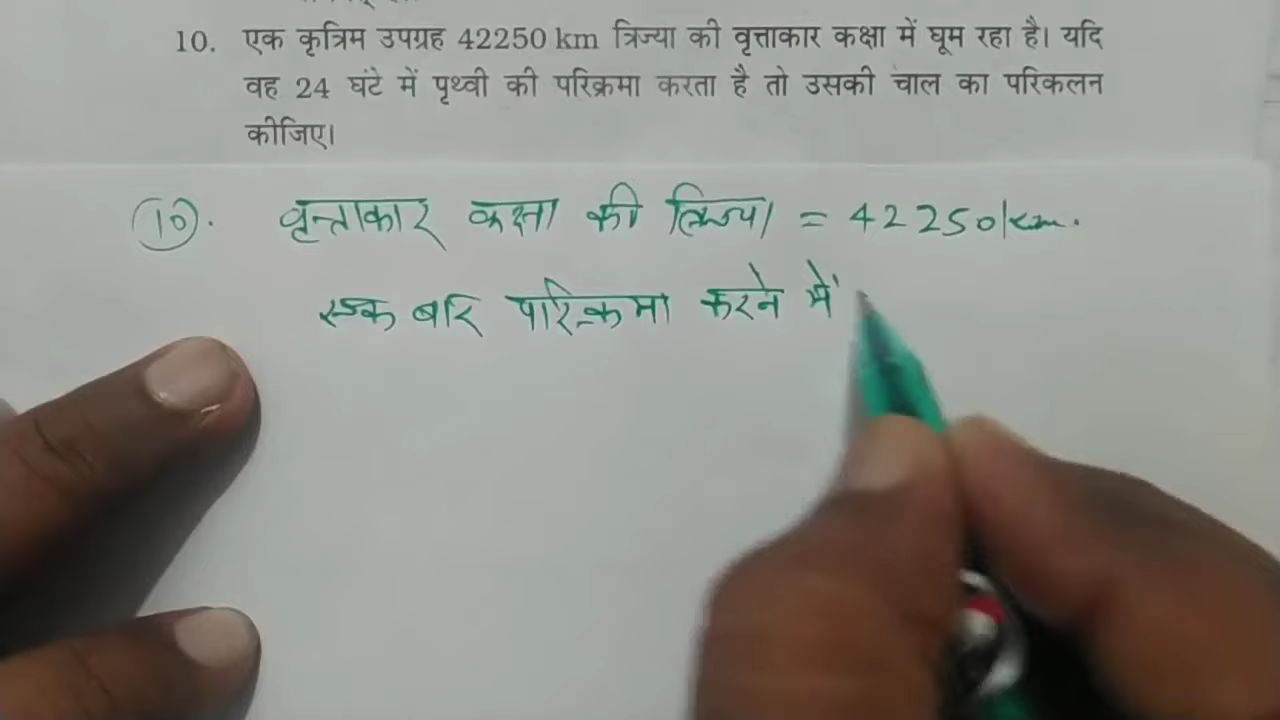 10. एक कृत्रिम उपग्रह 42250 km त्रिज्या की वृत्ताकार कक्षा में घूम रहा है। यदि
वह 24 घंटे में पृथ्वी की परिक्रमा करता है तो उसकी चाल का परिकलन
कीजिए।
10. वृत्ताकार कक्षा की त्रिज्या = 42250 km.
एक बार परिक्रमा करने में